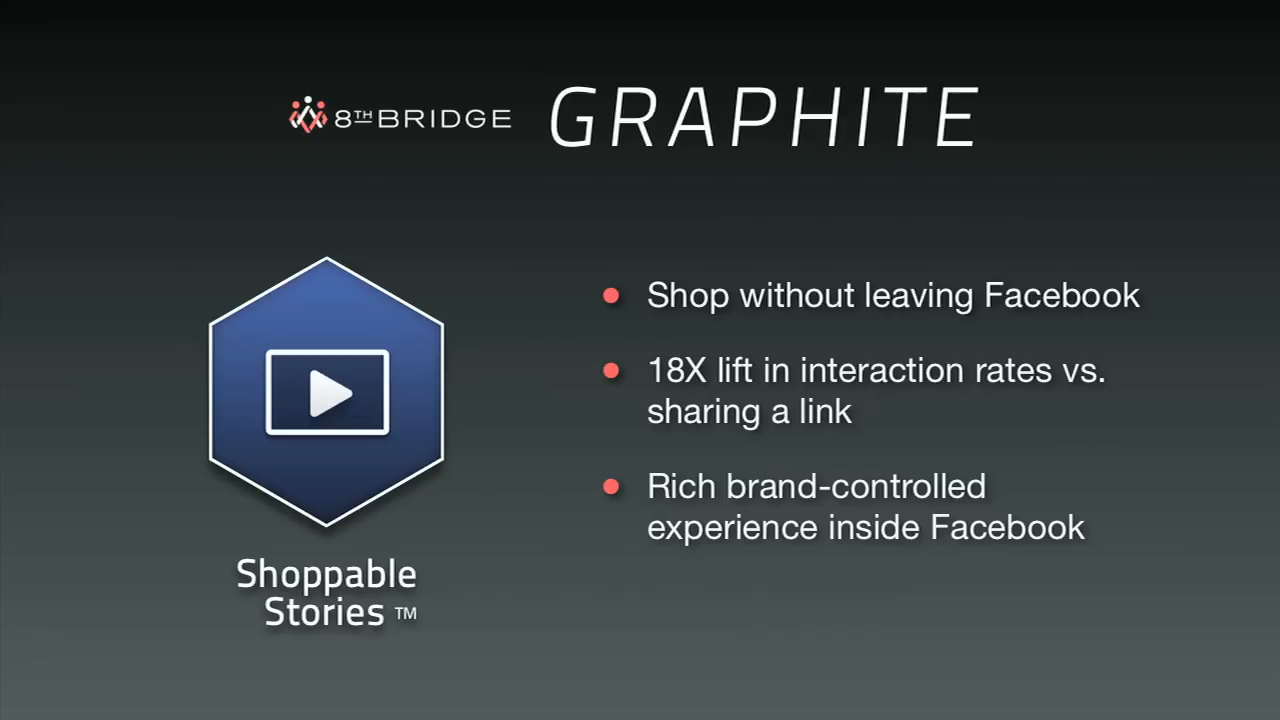 8TH BRIDGE GRAPHITE
Shop without leaving Facebook
18X lift in interaction rates vs.
sharing a link
Rich brand-controlled
experience inside Facebook
Shoppable
Stories ™